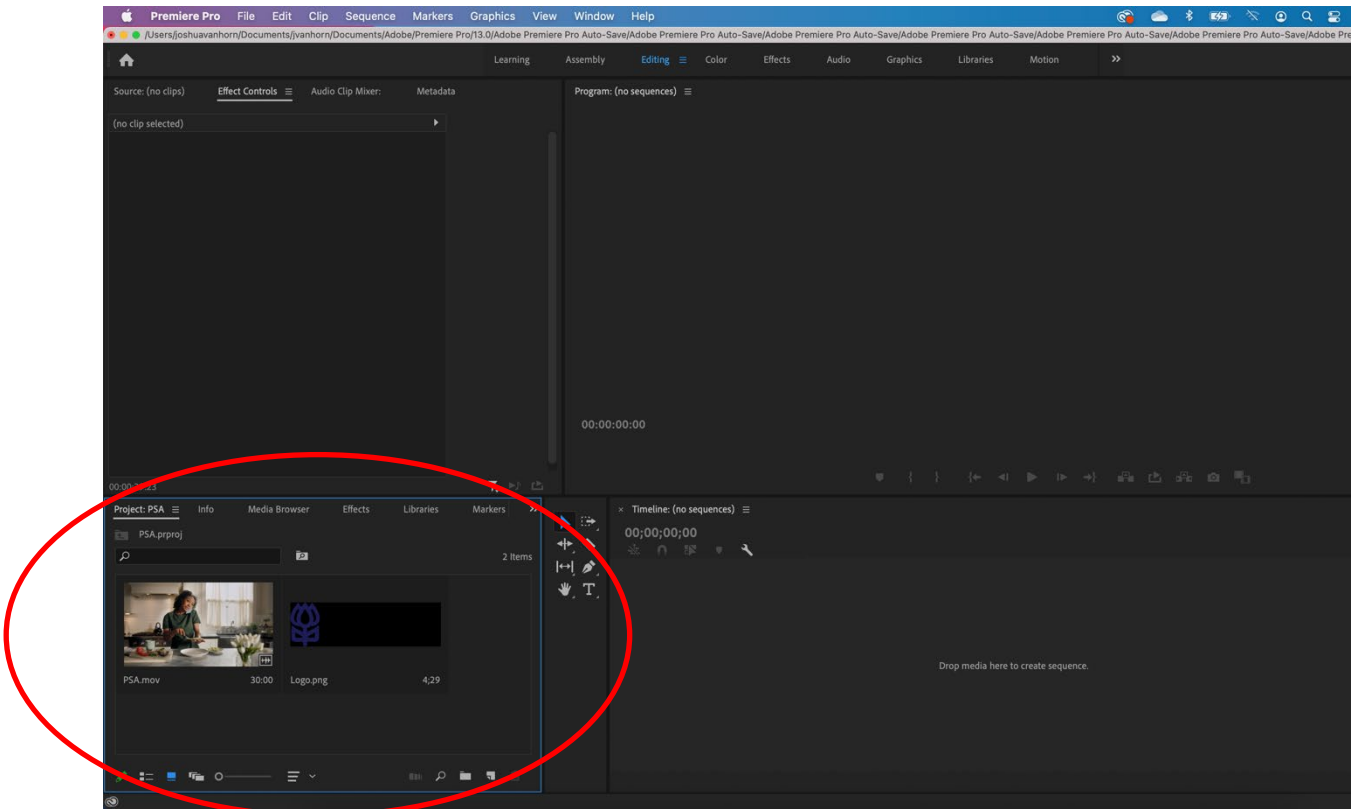 Premiere Pro File Edit Clip Sequence Markers Graphics View Window Help
/Users/joshuavanhorn/Documents/jvanhorn/Documents/Adobe/Premiere Pro/13.0/Adobe Premiere Pro Auto-Save/Adobe Premiere Pro Auto-Save/Adobe Premiere Pro Auto-Save/Adobe Premiere Pro Auto-Save/Adobe Premiere Pro Auto-Save/Adobe Premiere Pro Auto-Save/Adobe Pre
Learning Assembly Editing Color Effects Audio Graphics Libraries Motion
Source: (no clips) Effect Controls Audio Clip Mixer: Metadata
Program: (no sequences)
(no clip selected)
00:00:00:00
Project: PSA Info Media Browser Effects Libraries Markers
Timeline: (no sequences)
PSA.prproj
00;00;00;00
2 Items
PSA.mov 30:00 Logo.png 4;29
Drop media here to create sequence.